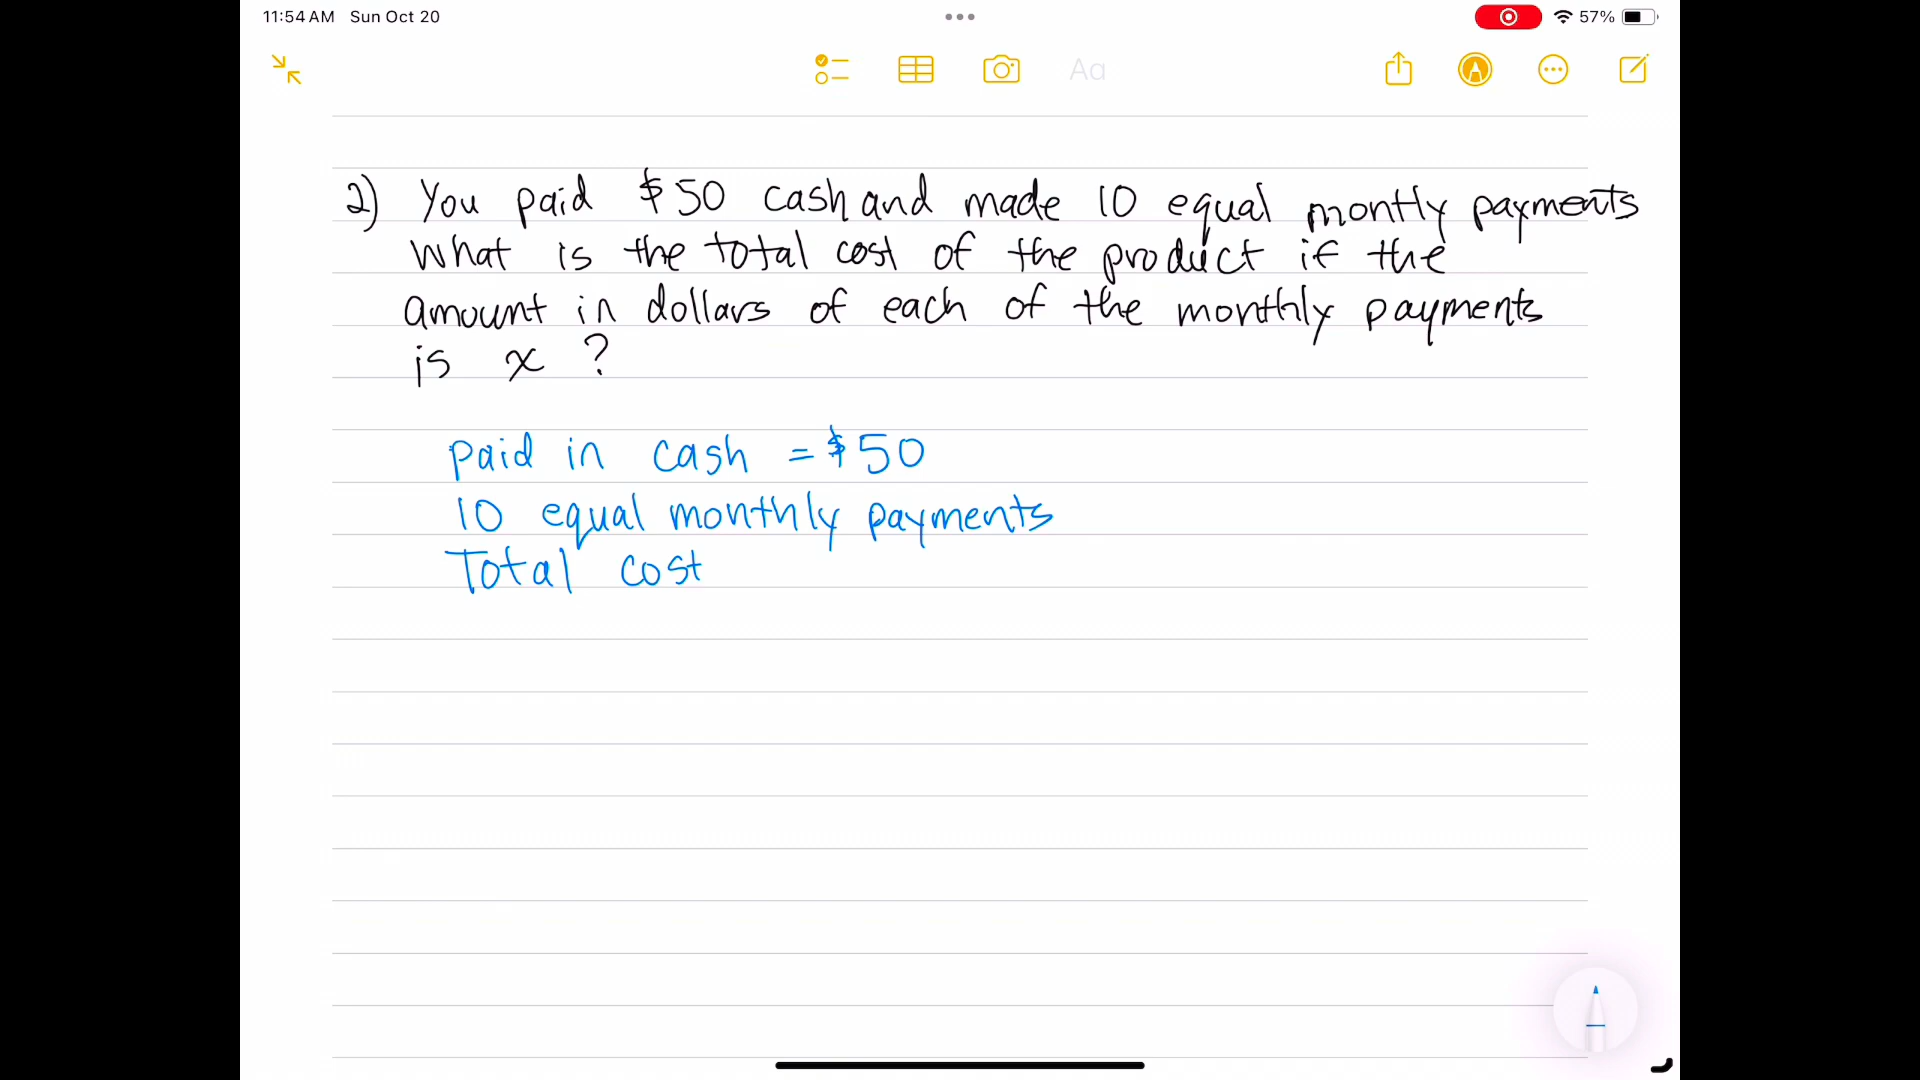 11:54 AM Sun Oct 20
57%
Aa
2) You paid $50 cash and made 10 equal montly payments
What is the total cost of the product if the
amount in dollars of each of the monthly payments
is x ?
paid in cash = $50
10 equal monthly payments
Total cost